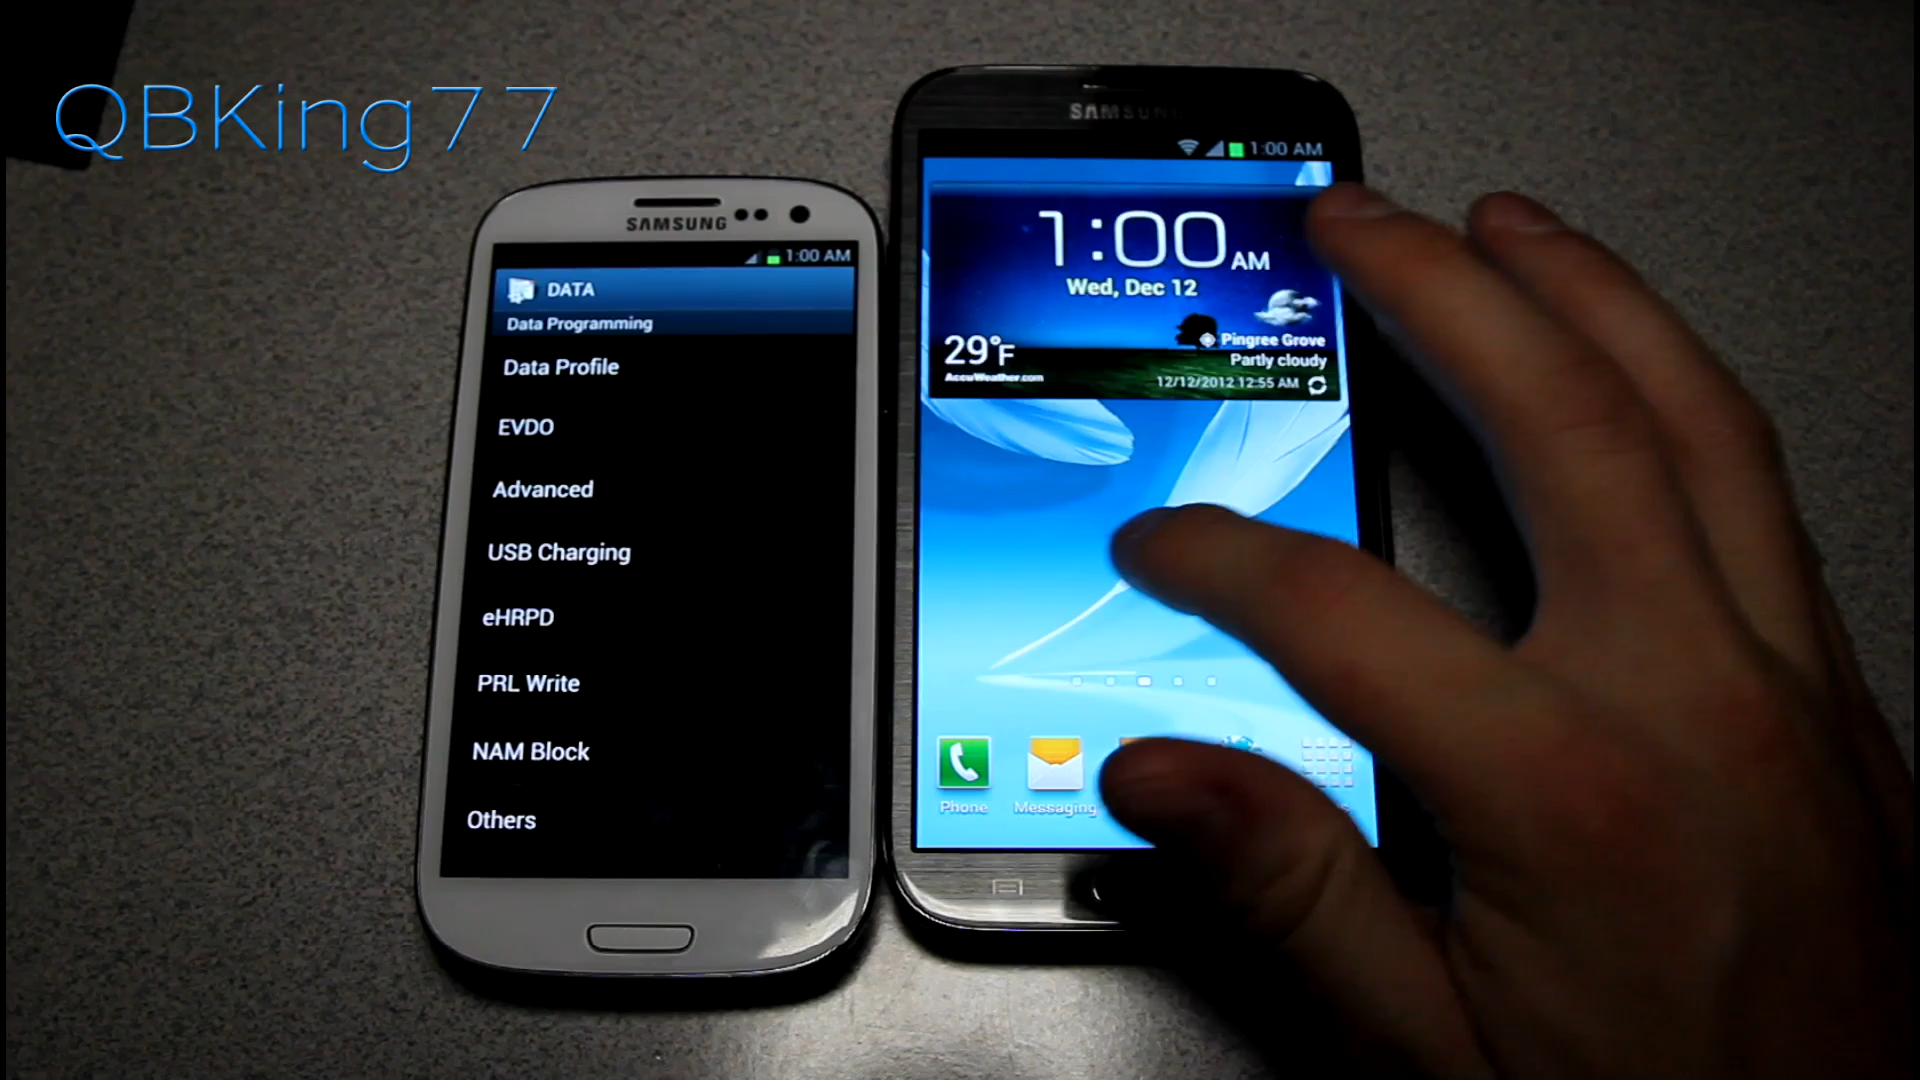 QBKing77
SAMSUNG
1:00 AM
DATA
Data Programming
Data Profile
EVDO
Advanced
USB Charging
eHRPD
PRL Write
NAM Block
Others
SAMSUNG
1:00 AM
1:00 AM
Wed, Dec 12
29°F
AccuWeather.com
Pingree Grove
Partly cloudy
12/12/2012 12:55 AM
Phone
Messaging